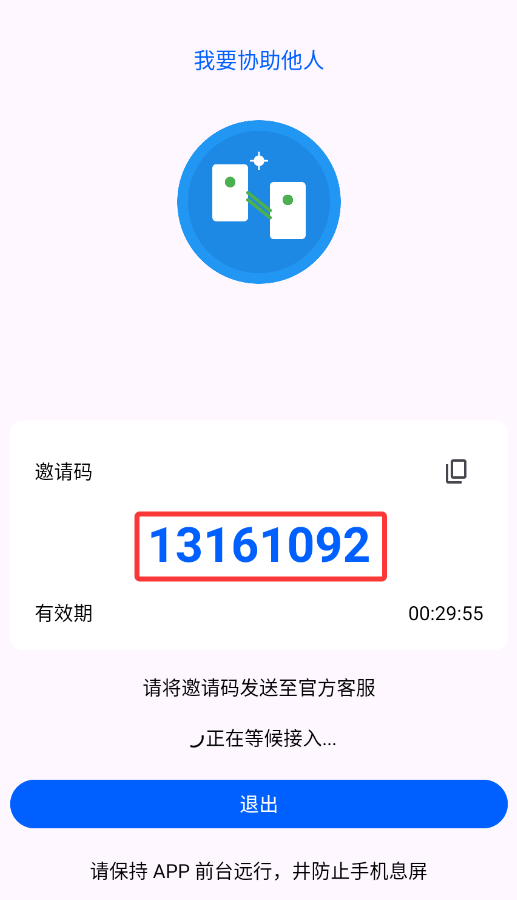 我要协助他人
邀请码
13161092
有效期 00:29:55
请将邀请码发送至官方客服
正在等候接入...
退出
请保持 APP 前台远行，井防止手机息屏